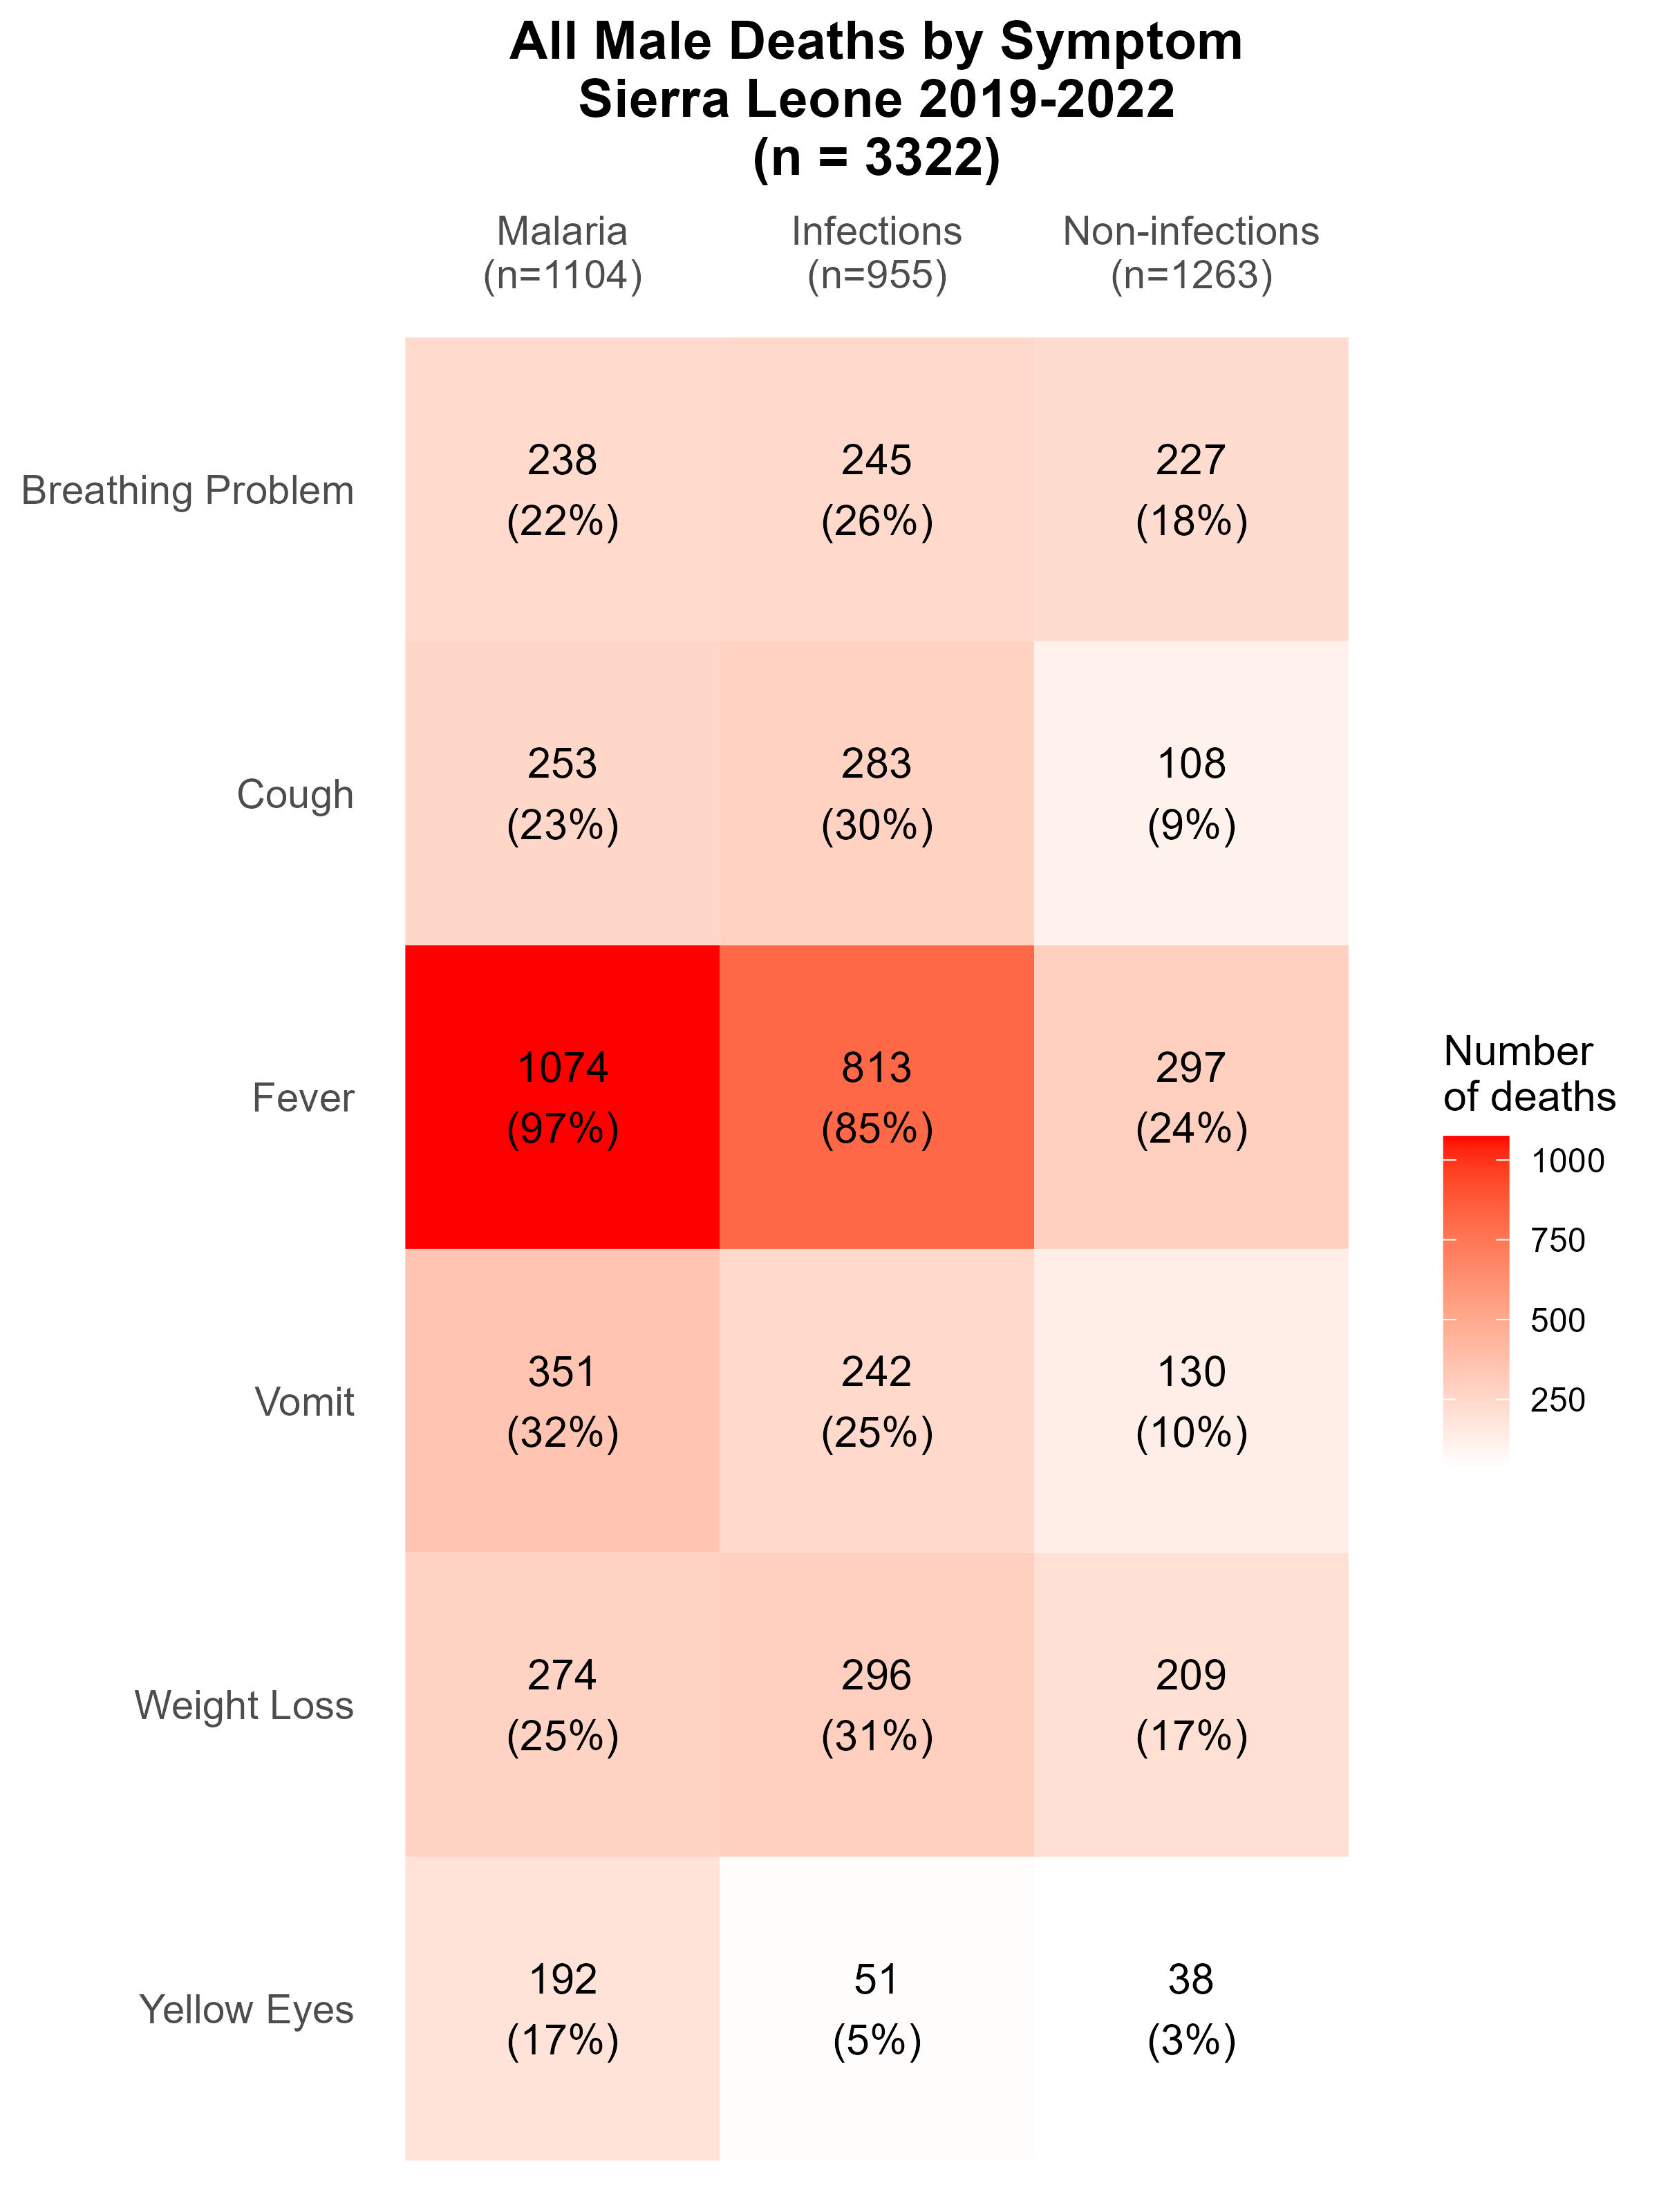 All Male Deaths by Symptom
Sierra Leone 2019-2022
(n = 3322)
Malaria Infections Non-infections
(n=1104) (n=955) (n=1263)
238 245 227
Breathing Problem
(22%) (26%) (18%)
253 283 108
Cough
(23%) (30%) (9%)
1074 813 297
Fever
(97%) (85%) (24%)
351 242 130
Vomit
(32%) (25%) (10%)
274 296 209
Weight Loss
(25%) (31%) (17%)
192 51 38
Yellow Eyes
(17%) (5%) (3%)
Number
of deaths
1000
750
500
250